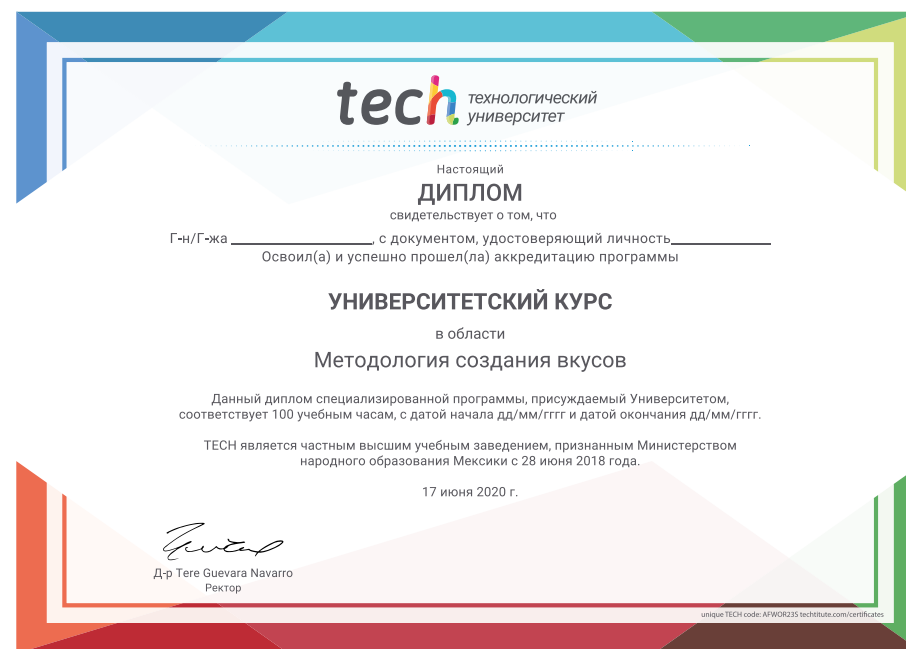 tech технологический
университет
Настоящий
ДИПЛОМ
свидетельствует о том, что
Г-н/Г-жа ____________________, с документом, удостоверяющий личность______________
Освоил(а) и успешно прошел(ла) аккредитацию программы
УНИВЕРСИТЕТСКИЙ КУРС
в области
Методология создания вкусов
Данный диплом специализированной программы, присуждаемый Университетом,
соответствует 100 учебным часам, с датой начала дд/мм/гггг и датой окончания дд/мм/гггг.
TECH является частным высшим учебным заведением, признанным Министерством
народного образования Мексики с 28 июня 2018 года.
17 июня 2020 г.
Д-р Tere Guevara Navarro
Ректор
unique TECH code: AFWOR23S techtitute.com/certificates